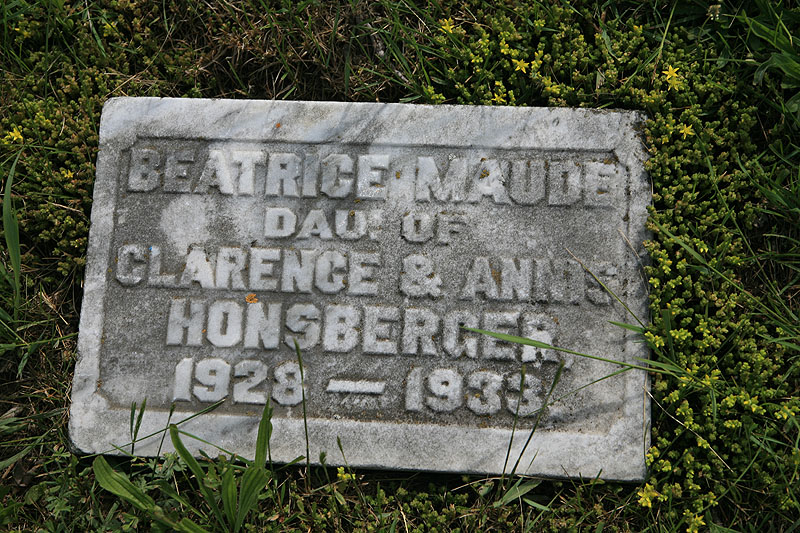 BEATRICE MAUDE
DAU. OF
CLARENCE & ANNIS
HONSBERGER
1928 — 1933